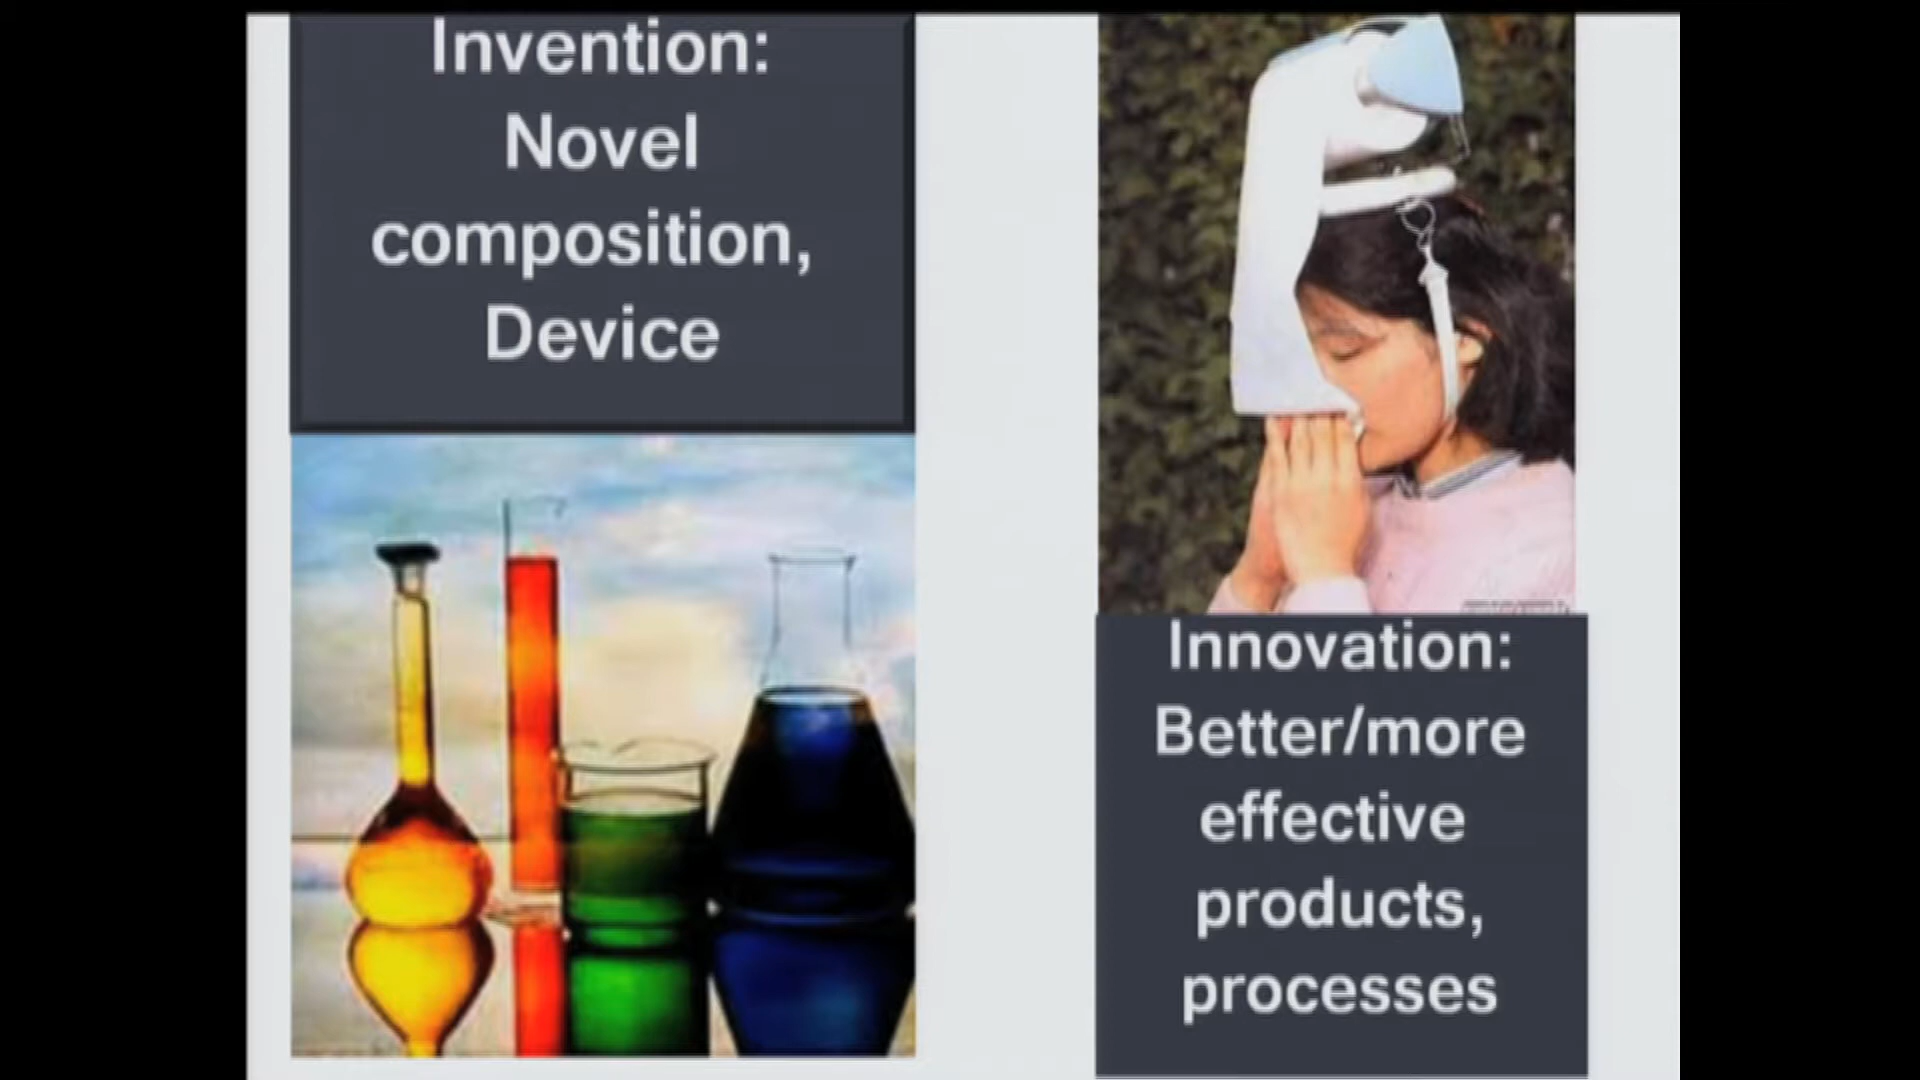 Invention:
Novel
composition,
Device
Innovation:
Better/more
effective
products,
processes